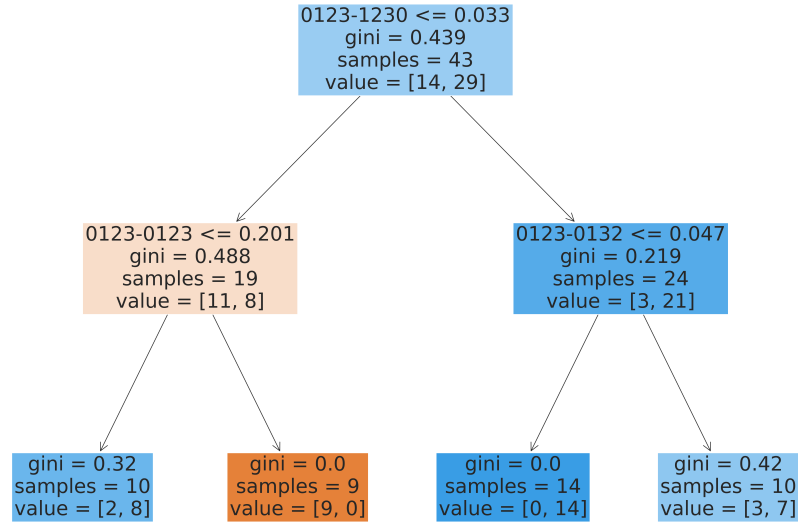 0123-1230 <= 0.033
gini = 0.439
samples = 43
value = [14, 29]
0123-0123 <= 0.201
gini = 0.488
samples = 19
value = [11, 8]
0123-0132 <= 0.047
gini = 0.219
samples = 24
value = [3, 21]
gini = 0.32
samples = 10
value = [2, 8]
gini = 0.0
samples = 9
value = [9, 0]
gini = 0.0
samples = 14
value = [0, 14]
gini = 0.42
samples = 10
value = [3, 7]